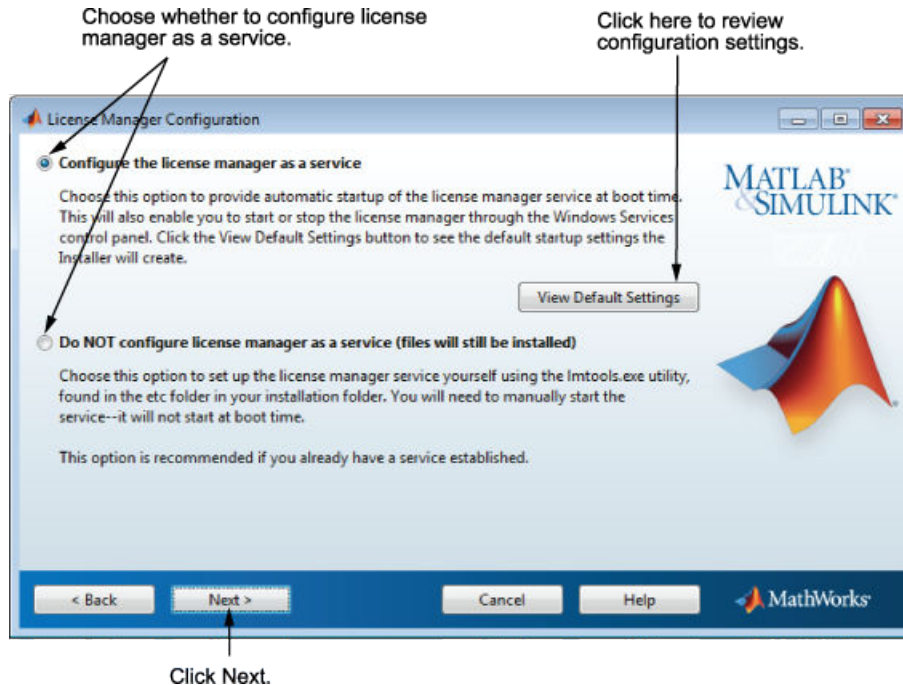 Choose whether to configure license
manager as a service.
Click here to review
configuration settings.
License Manager Configuration
Configure the license manager as a service
Choose this option to provide automatic startup of the license manager service at boot time.
This will also enable you to start or stop the license manager through the Windows Services
control panel. Click the View Default Settings button to see the default startup settings the
Installer will create.
View Default Settings
Do NOT configure license manager as a service (files will still be installed)
Choose this option to set up the license manager service yourself using the lmtools.exe utility,
found in the etc folder in your installation folder. You will need to manually start the
service--it will not start at boot time.
This option is recommended if you already have a service established.
MATLAB®
&SIMULINK®
< Back
Next >
Cancel
Help
MathWorks®
Click Next.